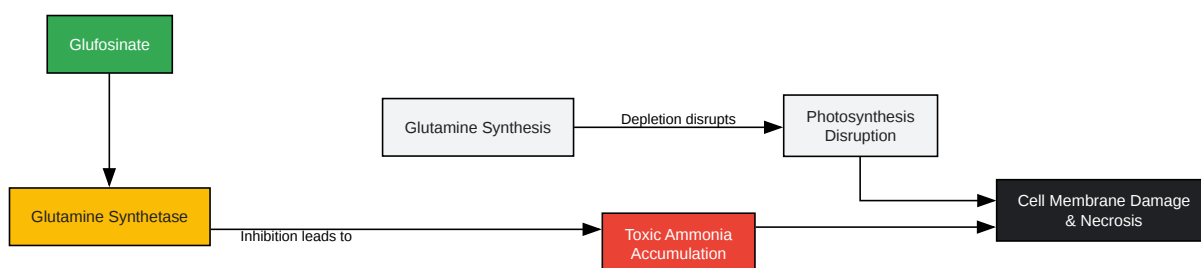 Glufosinate
Glutamine Synthesis
Depletion disrupts
Photosynthesis
Disruption
Glutamine Synthetase
Inhibition leads to
Toxic Ammonia
Accumulation
Cell Membrane Damage
& Necrosis